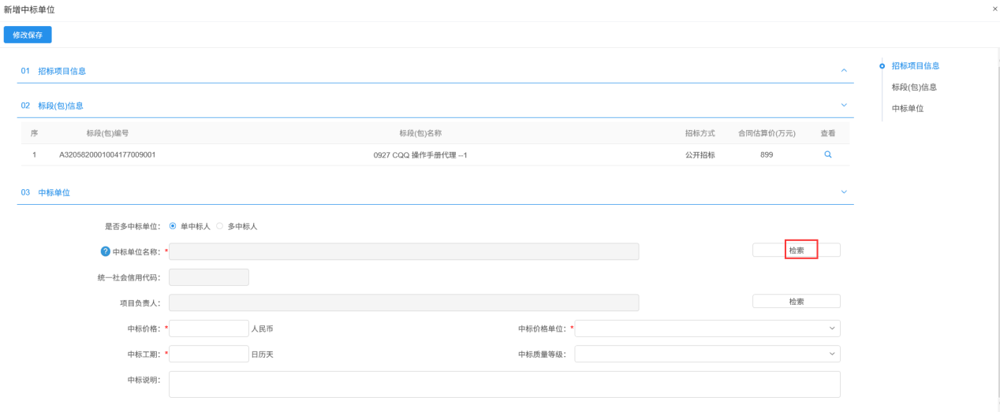 新增中标单位 ×
修改保存
01 招标项目信息
招标项目信息
标段(包)信息
中标单位
02 标段(包)信息
序 标段(包)编号 标段(包)名称 招标方式 合同估算价(万元) 查看
1 A3205820001004177009001 0927 CQQ 操作手册代理 --1 公开招标 899
03 中标单位
是否多中标单位： 单中标人 多中标人
? 中标单位名称：* 检索
统一社会信用代码：
项目负责人： 检索
中标价格：* 人民币 中标价格单位：*
中标工期：* 日历天 中标质量等级：
中标说明：